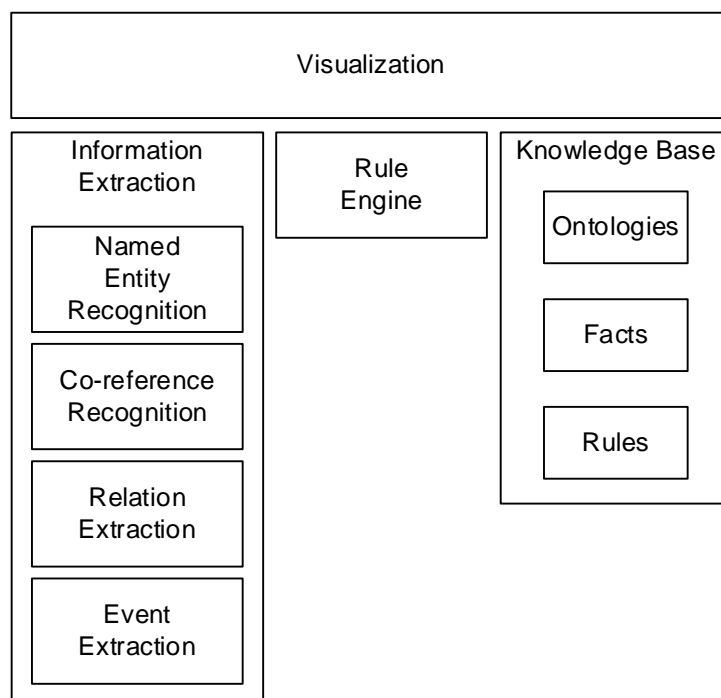 Visualization
Information
Extraction
Named
Entity
Recognition
Co-reference
Recognition
Relation
Extraction
Event
Extraction
Rule
Engine
Knowledge Base
Ontologies
Facts
Rules